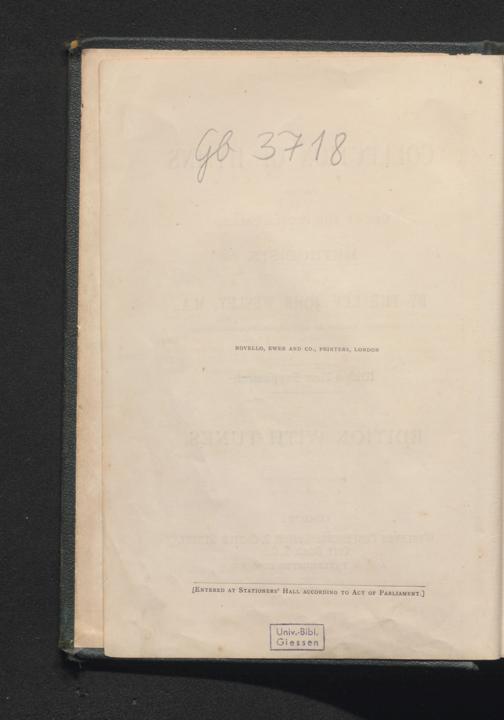 Gb 3718
NOVELLO, EWER AND CO., PRINTERS, LONDON
[ENTERED AT STATIONERS' HALL ACCORDING TO ACT OF PARLIAMENT.]
Univ.-Bibl.
Giessen